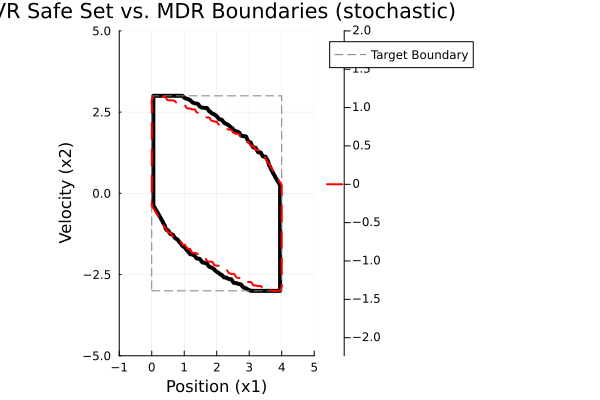 VR Safe Set vs. MDR Boundaries (stochastic)
5.0
2.5
0.0
−2.5
−5.0
Velocity (x2)
−1 0 1 2 3 4 5
Position (x1)
Target Boundary
2.0
1.5
1.0
0.5
0
−0.5
−1.0
−1.5
−2.0